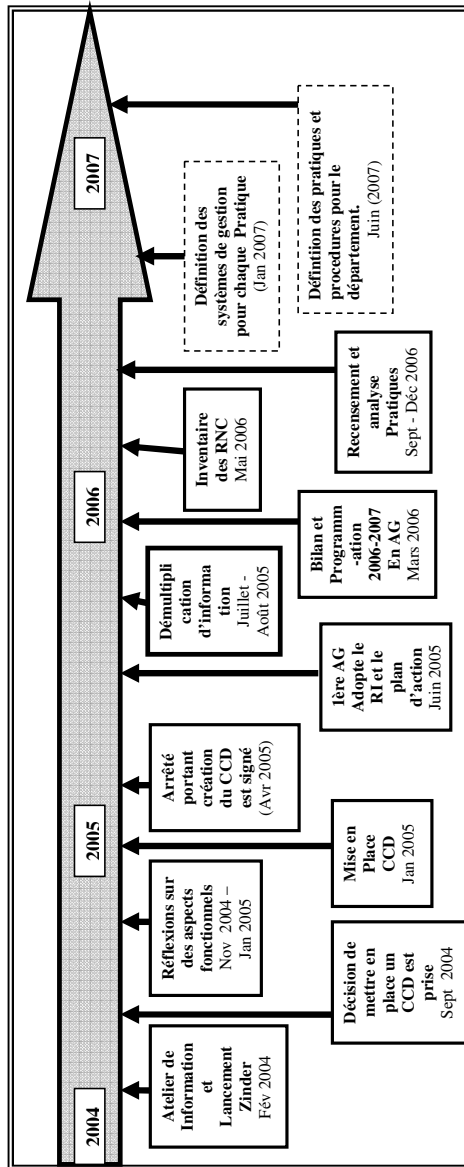 2004
2005
2006
2007
Atelier de
Information
et
Lancement
Zinder
Fév 2004
Décision de
mettre en
place un
CCD est
prise
Sept 2004
Réflexions sur
des aspects
fonctionnels
Nov 2004 –
Jan 2005
Mise en
Place
CCD
Jan 2005
Arrêté
portant
création
du CCD
est signé
(Avr 2005)
1ère AG
Adopte le
RI et le
plan
d'action
Juin 2005
Démultipli
cation
d'informa
tion
Juillet -
Août 2005
Bilan et
Programm
-ation
2006-2007
En AG
Mars 2006
Inventaire
des RNC
Mai 2006
Recensement et
analyse
Pratiques
Sept - Déc 2006
Définition des
systèmes de gestion
pour chaque Pratique
(Jan 2007)
Défintiion des pratiques et
procedures pour le
département.
Juin (2007)